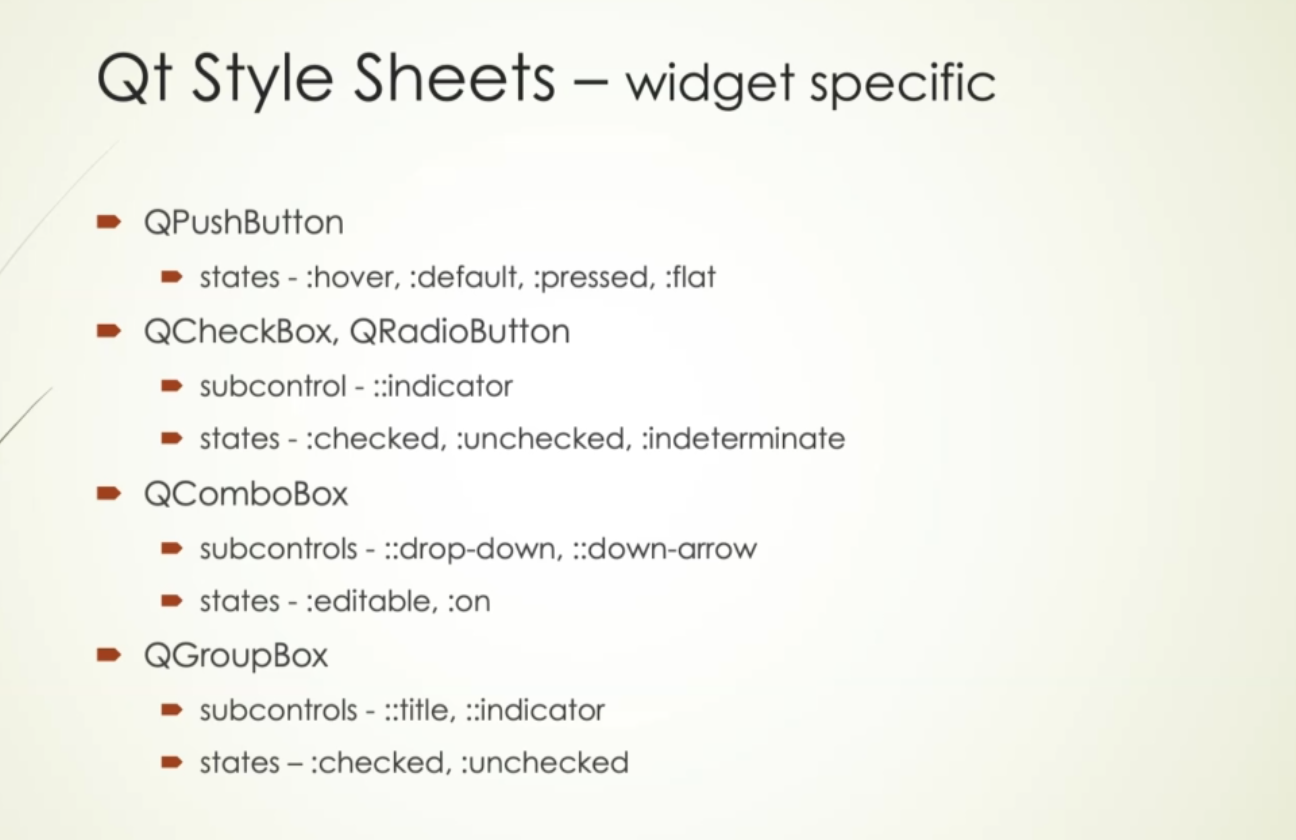 Qt Style Sheets – widget specific
QPushButton
states - :hover, :default, :pressed, :flat
QCheckBox, QRadioButton
subcontrol - ::indicator
states - :checked, :unchecked, :indeterminate
QComboBox
subcontrols - ::drop-down, ::down-arrow
states - :editable, :on
QGroupBox
subcontrols - ::title, ::indicator
states – :checked, :unchecked